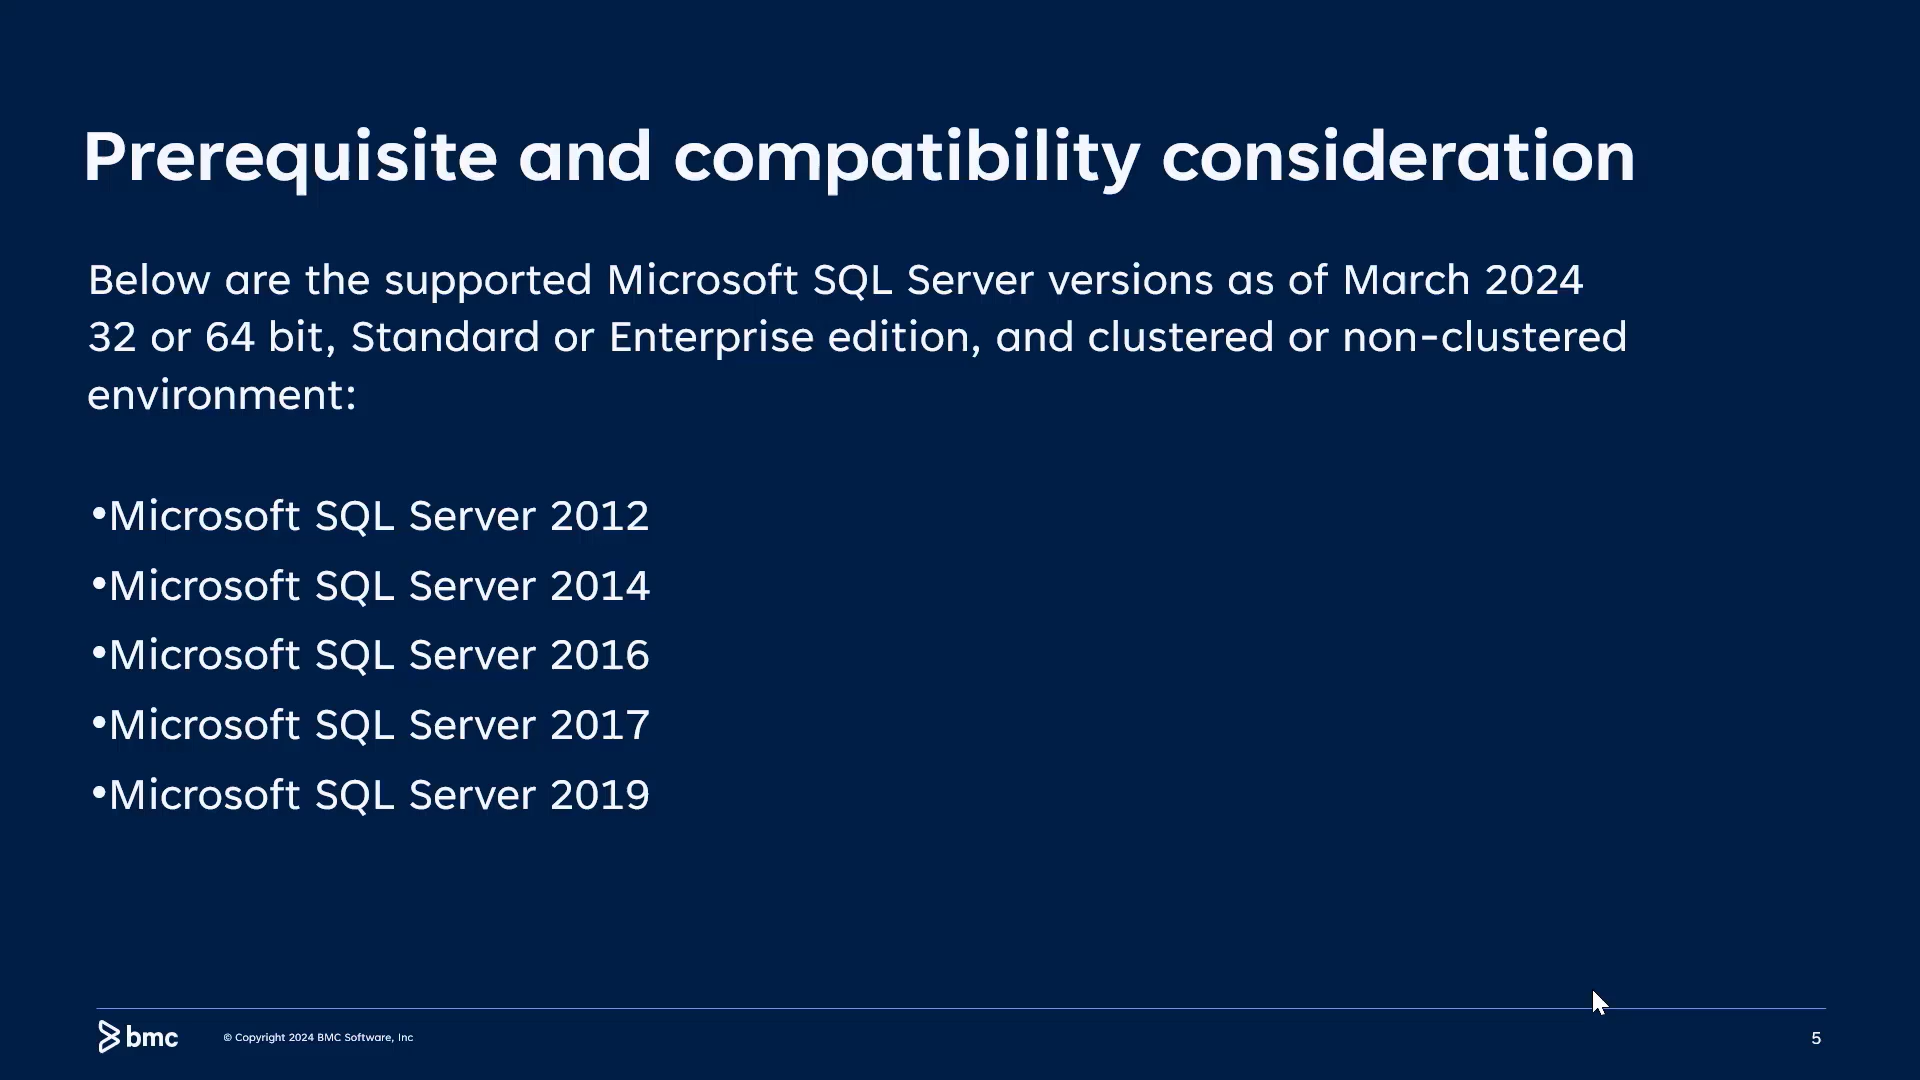 Prerequisite and compatibility consideration
Below are the supported Microsoft SQL Server versions as of March 2024
32 or 64 bit, Standard or Enterprise edition, and clustered or non-clustered
environment:
•Microsoft SQL Server 2012
•Microsoft SQL Server 2014
•Microsoft SQL Server 2016
•Microsoft SQL Server 2017
•Microsoft SQL Server 2019
bmc
© Copyright 2024 BMC Software, Inc
5